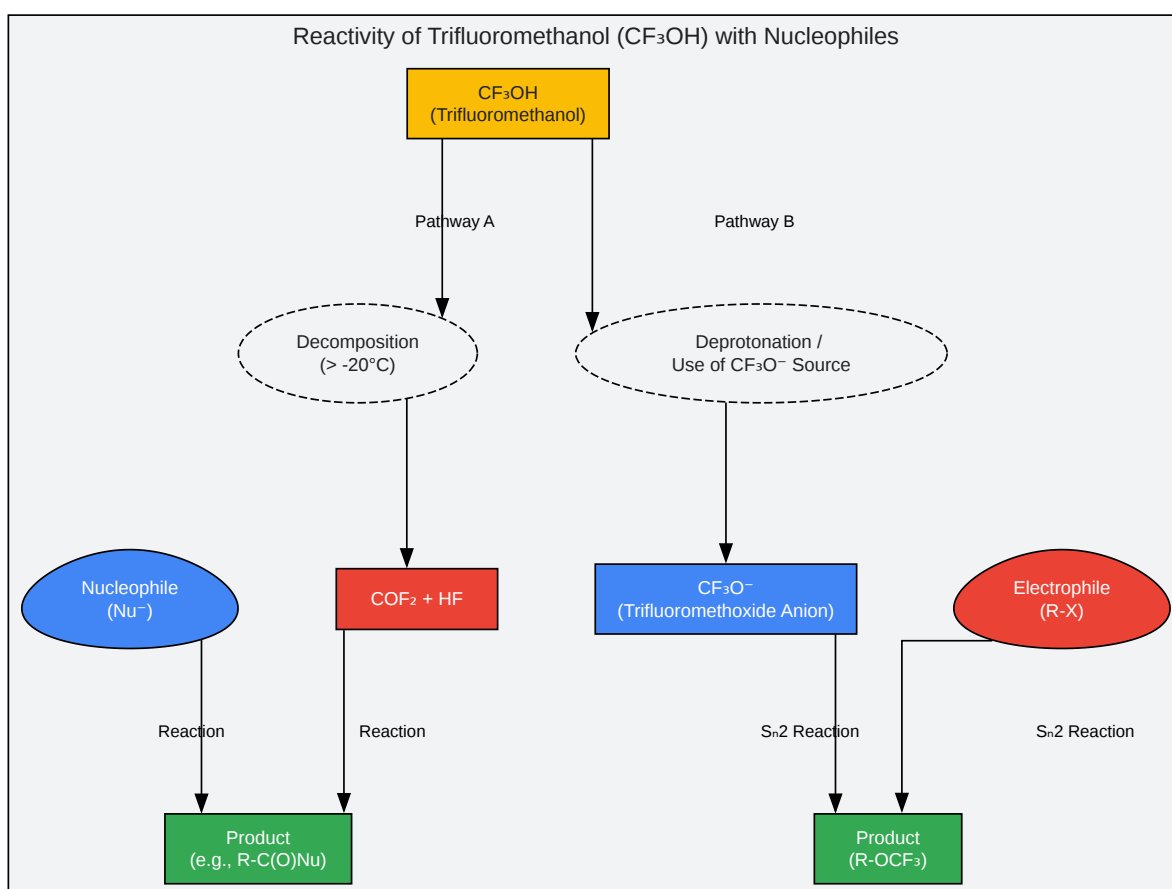 Reactivity of Trifluoromethanol (CF₃OH) with Nucleophiles
CF₃OH
(Trifluoromethanol)
Pathway A
Pathway B
Decomposition
(> -20°C)
Deprotonation /
Use of CF₃O⁻ Source
Nucleophile
(Nu⁻)
COF₂ + HF
CF₃O⁻
(Trifluoromethoxide Anion)
Electrophile
(R-X)
Reaction
Reaction
Sₙ2 Reaction
Sₙ2 Reaction
Product
(e.g., R-C(O)Nu)
Product
(R-OCF₃)